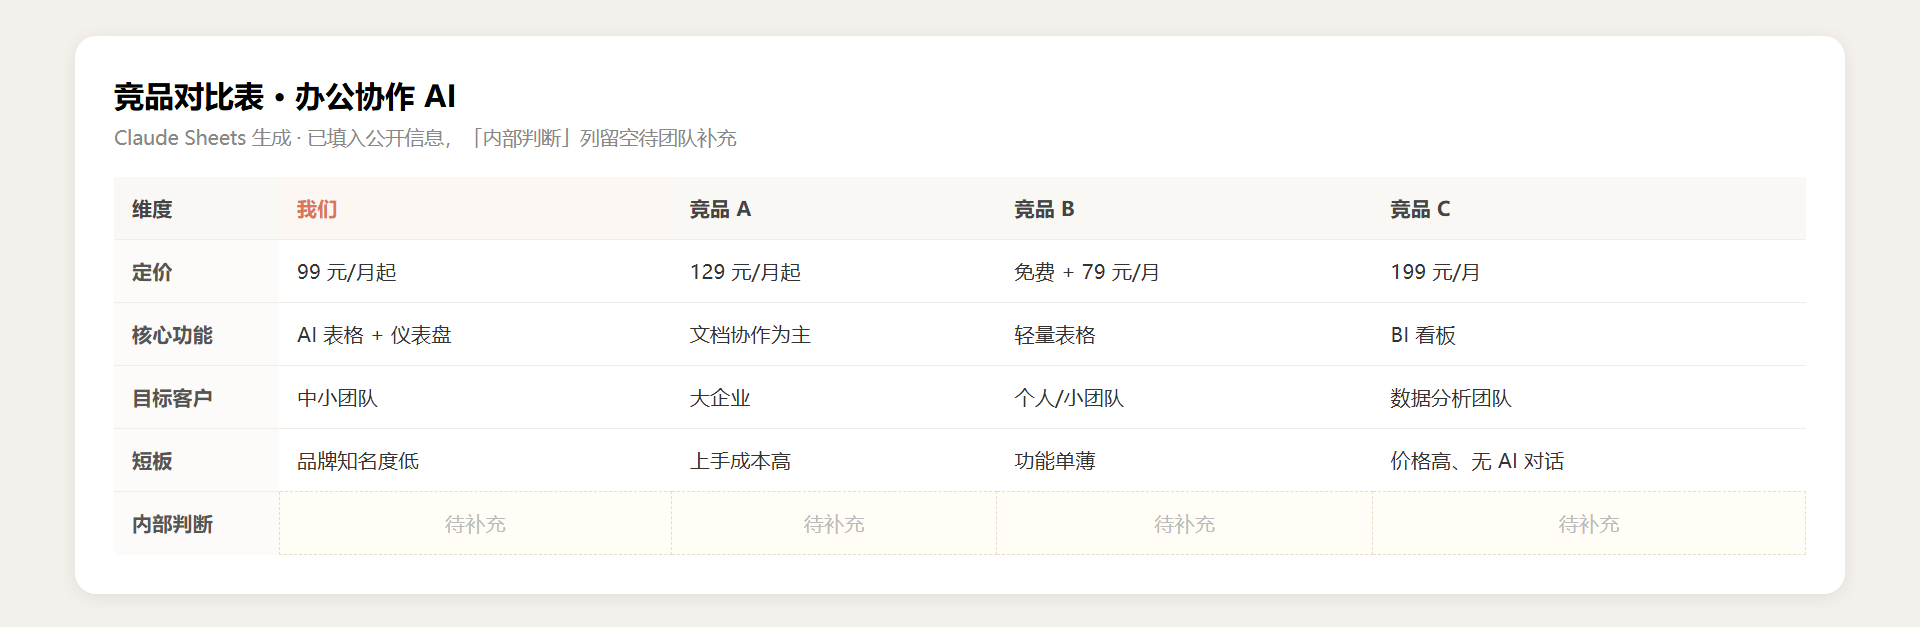 竞品对比表 · 办公协作 AI
Claude Sheets 生成 · 已填入公开信息，「内部判断」列留空待团队补充
维度 我们 竞品 A 竞品 B 竞品 C
定价 99 元/月起 129 元/月起 免费 + 79 元/月 199 元/月
核心功能 AI 表格 + 仪表盘 文档协作为主 轻量表格 BI 看板
目标客户 中小团队 大企业 个人/小团队 数据分析团队
短板 品牌知名度低 上手成本高 功能单薄 价格高、无 AI 对话
内部判断 待补充 待补充 待补充 待补充